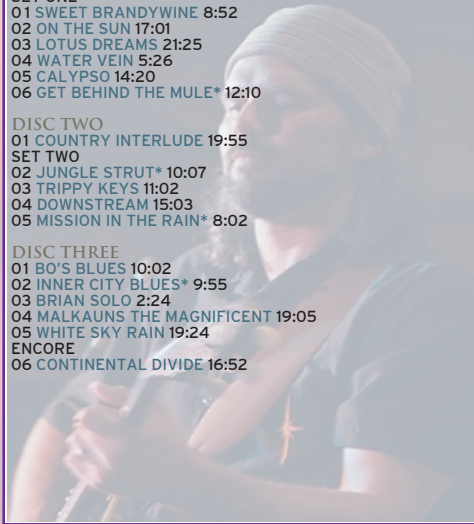 SET ONE
01 SWEET BRANDYWINE 8:52
02 ON THE SUN 17:01
03 LOTUS DREAMS 21:25
04 WATER VEIN 5:26
05 CALYPSO 14:20
06 GET BEHIND THE MULE* 12:10
DISC TWO
01 COUNTRY INTERLUDE 19:55
SET TWO
02 JUNGLE STRUT* 10:07
03 TRIPPY KEYS 11:02
04 DOWNSTREAM 15:03
05 MISSION IN THE RAIN* 8:02
DISC THREE
01 BO'S BLUES 10:02
02 INNER CITY BLUES* 9:55
03 BRIAN SOLO 2:24
04 MALKAUNS THE MAGNIFICENT 19:05
05 WHITE SKY RAIN 19:24
ENCORE
06 CONTINENTAL DIVIDE 16:52